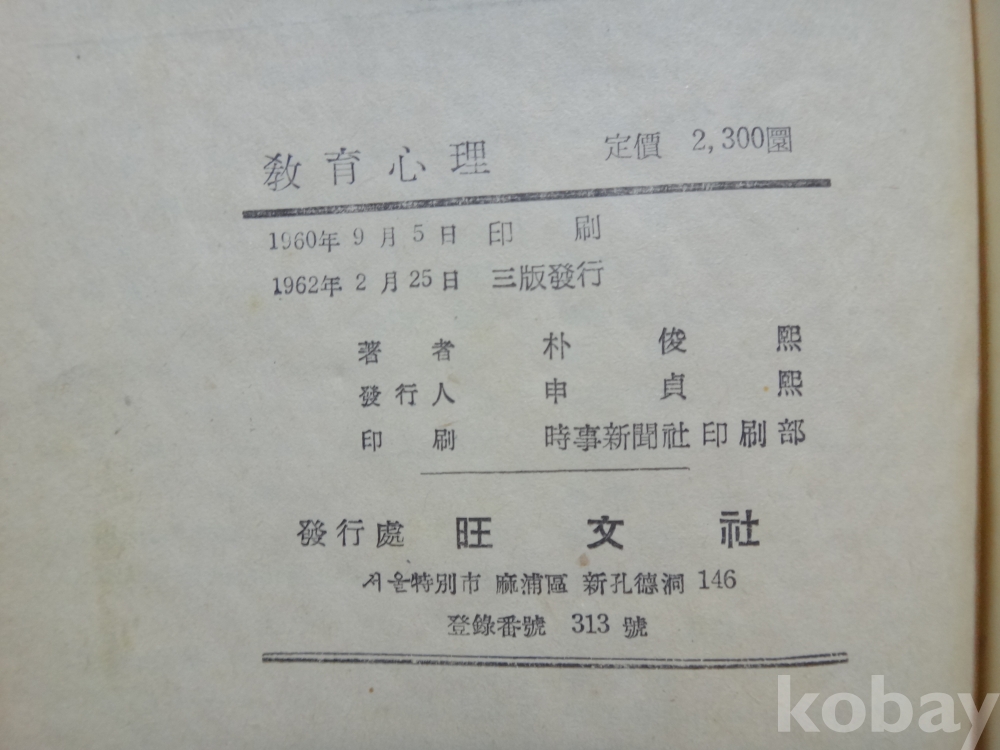 敎育心理 定價 2,300圜
1960年 9月 5日 印刷
1962年 2月 25日 三版發行
著者 朴俊熙
發行人 申貞熙
印刷 時事新聞社印刷部
發行處 旺文社
서울特別市 麻浦區 新孔德洞 146
登錄番號 313 號
kobay